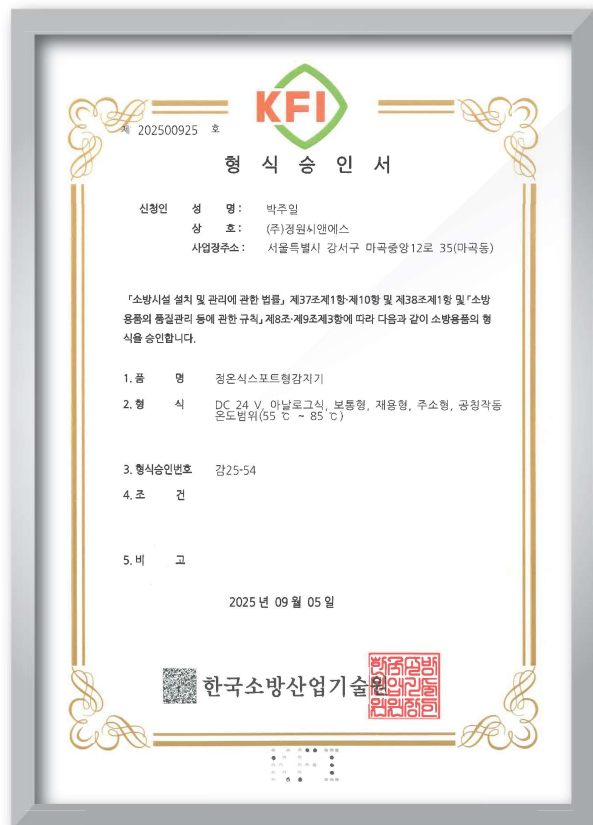 KFI
제 202500925 호
형 식 승 인 서
신청인 성 명 : 박주일
상 호 : (주)정원씨앤에스
사업장주소 : 서울특별시 강서구 마곡중앙12로 35(마곡동)
「소방시설 설치 및 관리에 관한 법률」 제37조제1항·제10항 및 제38조제1항 및 「소방
용품의 품질관리 등에 관한 규칙」 제8조·제9조제3항에 따라 다음과 같이 소방용품의 형
식을 승인합니다.
1. 품 명 정온식스포트형감지기
2. 형 식 DC 24 V, 아날로그식, 보통형, 재용형, 주소형, 공칭작동
온도범위(55 ℃ ~ 85 ℃)
3. 형식승인번호 감25-54
4. 조 건
5. 비 고
2025 년 09 월 05 일
한국소방산업기술원
KFI